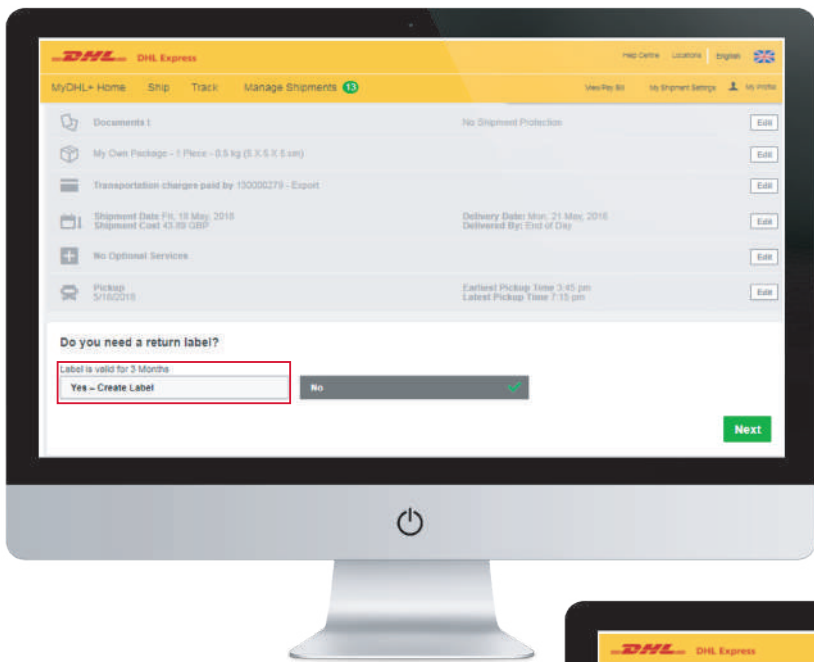 DHL DHL Express
Help Centre Locations English
MyDHL+ Home Ship Track Manage Shipments 13 View/Pay Bill My Shipment Settings My Profile
Documents t No Shipment Protection Edit
My Own Package - 1 Piece - 0.5 kg (5 X 5 X 5 cm) Edit
Transportation charges paid by 130000279 - Export Edit
Shipment Date Fri, 18 May, 2018 Delivery Date: Mon, 21 May, 2018 Edit
Shipment Cost 43.89 GBP Delivered By: End of Day
No Optional Services Edit
Pickup Earliest Pickup Time 3:45 pm Edit
5/18/2018 Latest Pickup Time 7:15 pm
Do you need a return label?
Label is valid for 3 Months
Yes – Create Label No
Next
DHL DHL Express